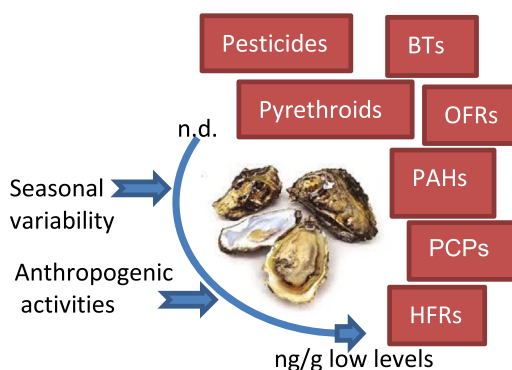 Pesticides
BTs
Pyrethroids
OFRs
n.d.
PAHs
Seasonal
variability
PCPs
Anthropogenic
activities
HFRs
ng/g low levels